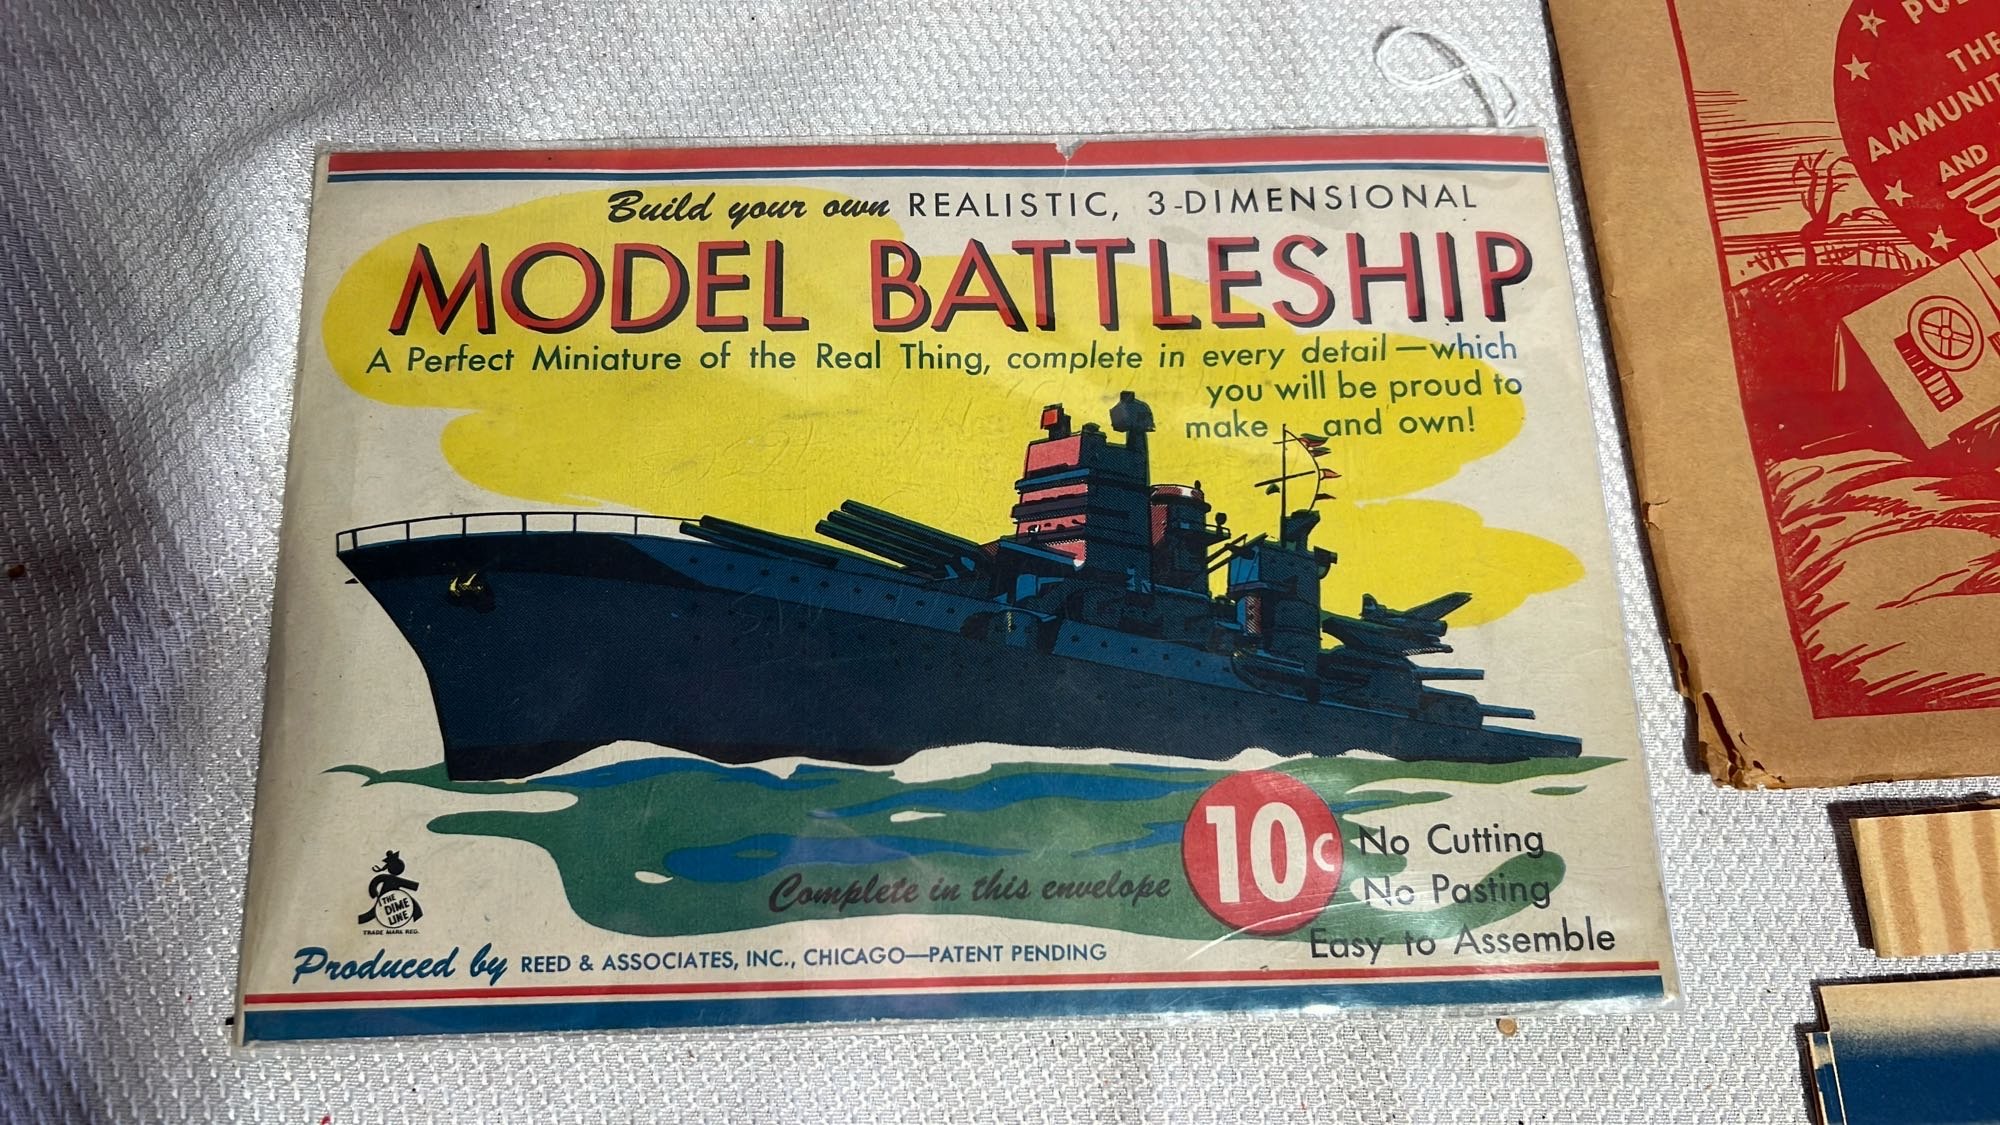 Build your own REALISTIC, 3-DIMENSIONAL
MODEL BATTLESHIP
A Perfect Miniature of the Real Thing, complete in every detail—which
you will be proud to
make and own!
10c
No Cutting
No Pasting
Easy to Assemble
Complete in this envelope
THE
DIME
LINE
TRADE MARK REG.
Produced by REED & ASSOCIATES, INC., CHICAGO—PATENT PENDING
THE
AND